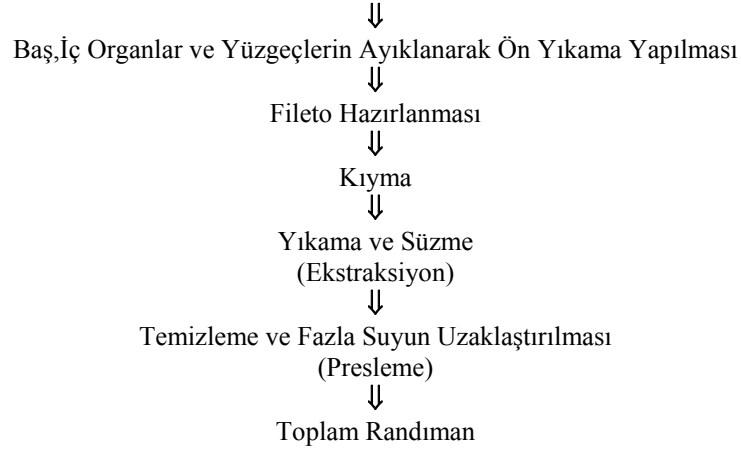 ⇓
Baş,İç Organlar ve Yüzgeçlerin Ayıklanarak Ön Yıkama Yapılması
⇓
Fileto Hazırlanması
⇓
Kıyma
⇓
Yıkama ve Süzme
(Ekstraksiyon)
⇓
Temizleme ve Fazla Suyun Uzaklaştırılması
(Presleme)
⇓
Toplam Randıman